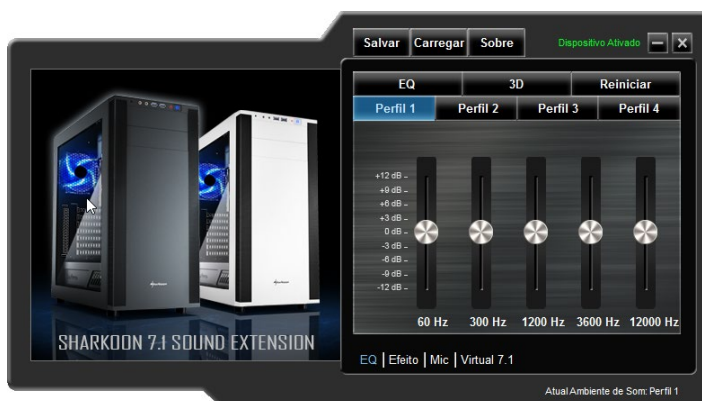 Salvar Carregar Sobre Dispositivo Ativado
EQ 3D Reiniciar
Perfil 1 Perfil 2 Perfil 3 Perfil 4
+12 dB
+9 dB
+6 dB
+3 dB
0 dB
-3 dB
-6 dB
-9 dB
-12 dB
60 Hz 300 Hz 1200 Hz 3600 Hz 12000 Hz
SHARKOON 7.1 SOUND EXTENSION
EQ | Efeito | Mic | Virtual 7.1
Atual Ambiente de Som: Perfil 1